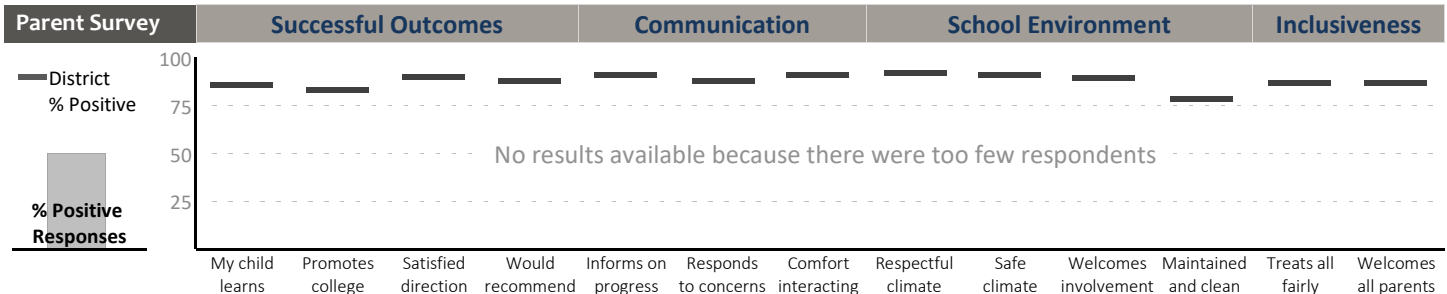 Parent Survey Successful Outcomes Communication School Environment Inclusiveness
District
% Positive
% Positive
Responses
100
75
50
25
No results available because there were too few respondents
My child
learns
Promotes
college
Satisfied
direction
Would
recommend
Informs on
progress
Responds
to concerns
Comfort
interacting
Respectful
climate
Safe
climate
Welcomes
involvement
Maintained
and clean
Treats all
fairly
Welcomes
all parents